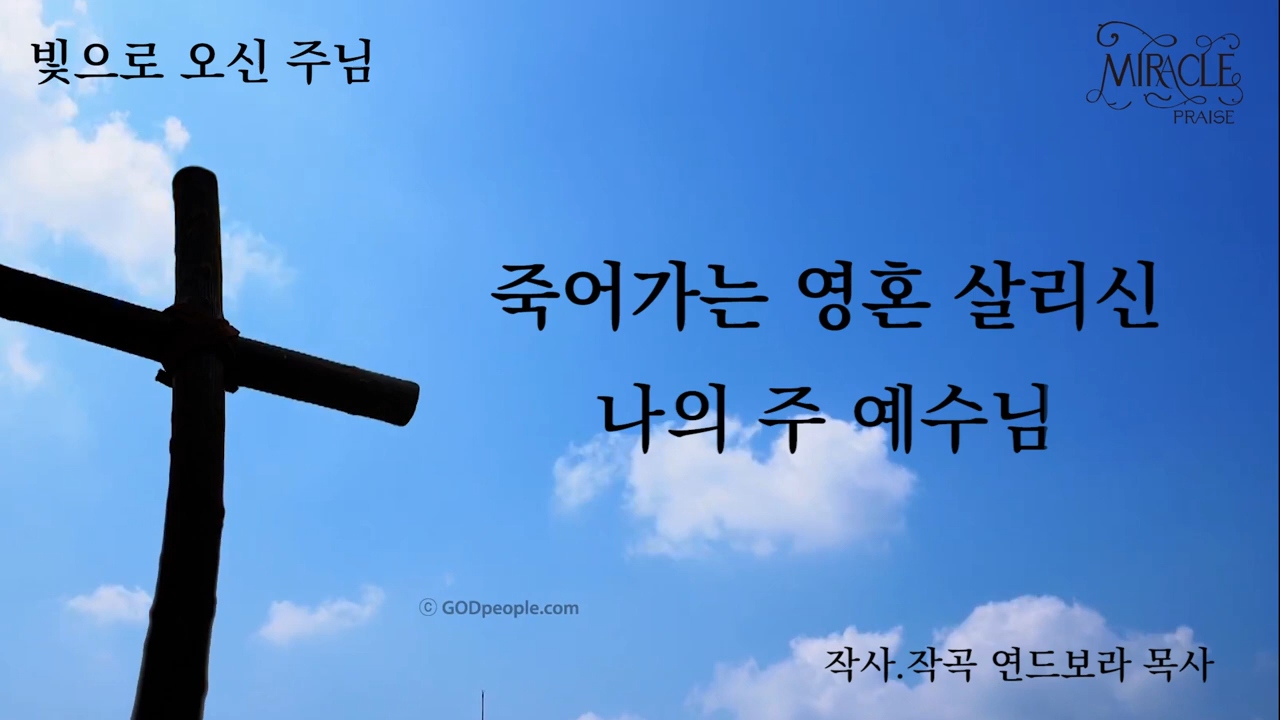 빛으로 오신 주님
MIRACLE
PRAISE
죽어가는 영혼 살리신
나의 주 예수님
ⓒ GODpeople.com
작사.작곡 연드보라 목사